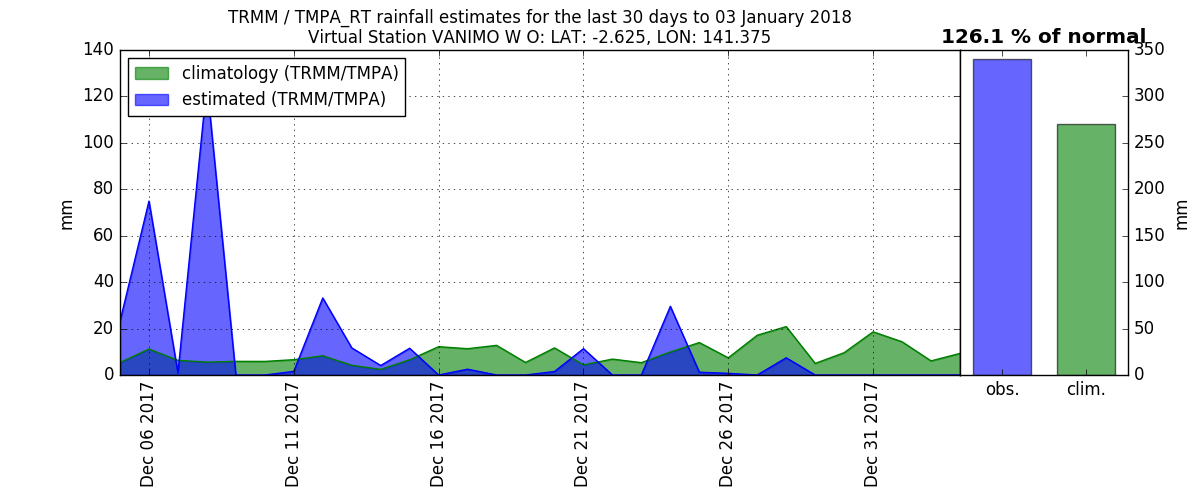 TRMM / TMPA_RT rainfall estimates for the last 30 days to 03 January 2018
Virtual Station VANIMO W O: LAT: -2.625, LON: 141.375
126.1 % of normal
climatology (TRMM/TMPA)
estimated (TRMM/TMPA)
140
120
100
80
60
40
20
0
mm
Dec 06 2017
Dec 11 2017
Dec 16 2017
Dec 21 2017
Dec 26 2017
Dec 31 2017
350
300
250
200
150
100
50
0
mm
obs.
clim.